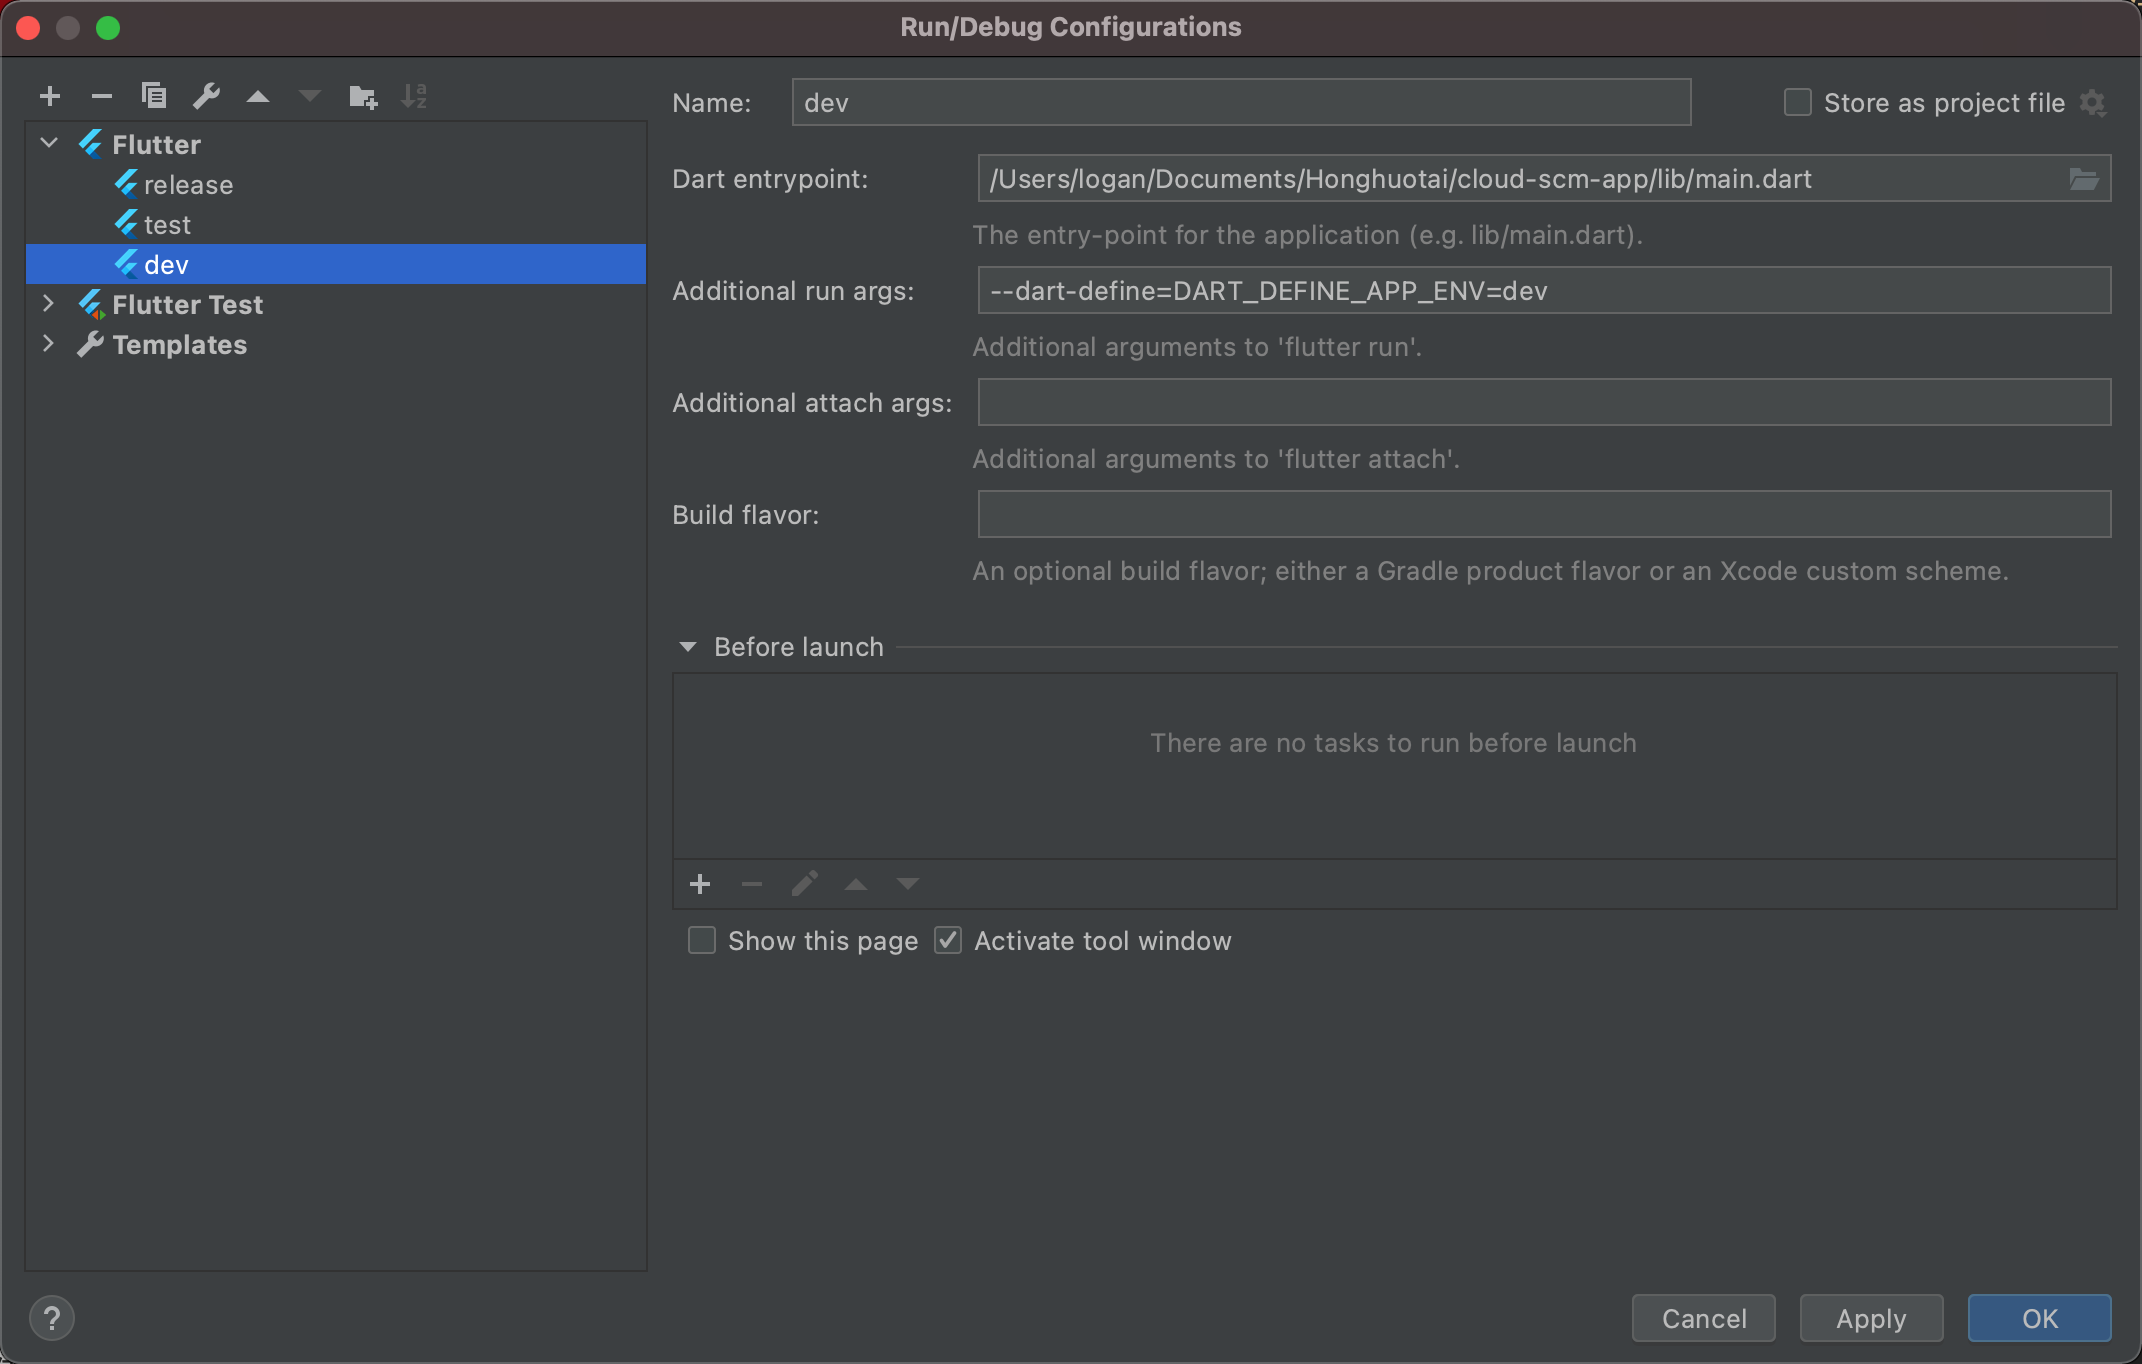 Run/Debug Configurations
Flutter
release
test
dev
Flutter Test
Templates
Name:
dev
Store as project file
Dart entrypoint:
/Users/logan/Documents/Honghuotai/cloud-scm-app/lib/main.dart
The entry-point for the application (e.g. lib/main.dart).
Additional run args:
--dart-define=DART_DEFINE_APP_ENV=dev
Additional arguments to 'flutter run'.
Additional attach args:
Additional arguments to 'flutter attach'.
Build flavor:
An optional build flavor; either a Gradle product flavor or an Xcode custom scheme.
Before launch
There are no tasks to run before launch
Show this page
Activate tool window
?
Cancel
Apply
OK